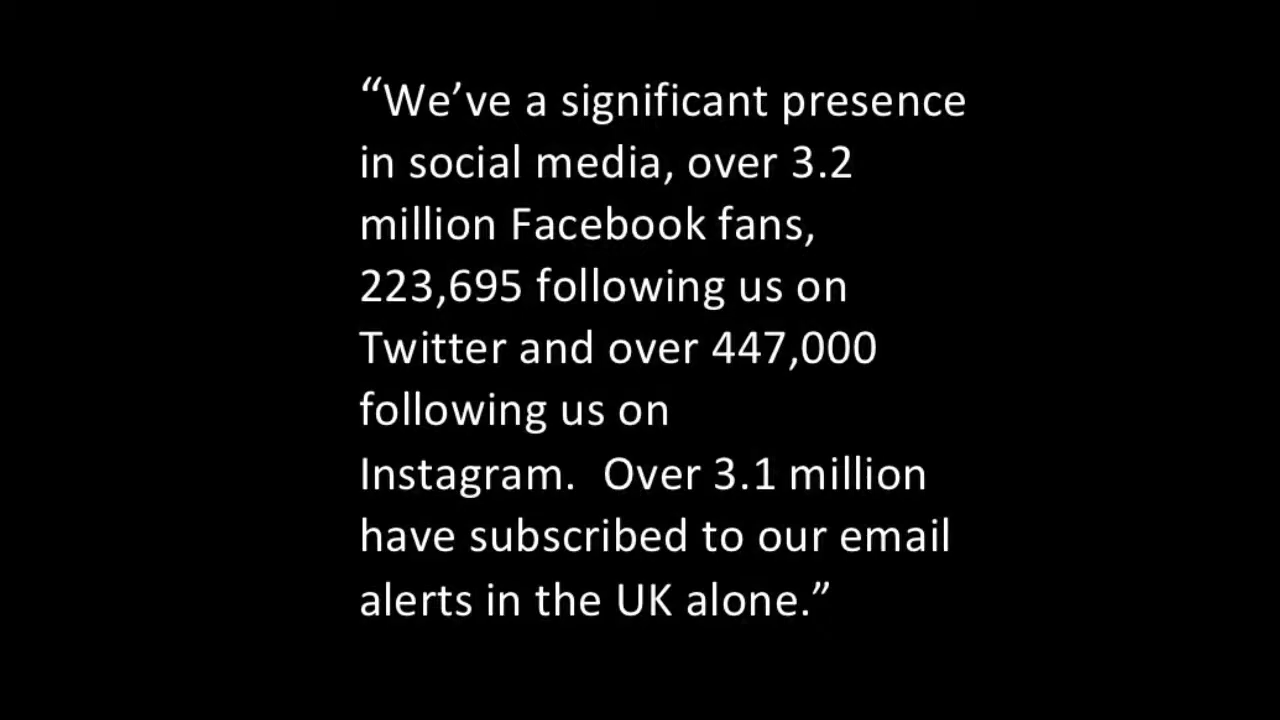 “We’ve a significant presence
in social media, over 3.2
million Facebook fans,
223,695 following us on
Twitter and over 447,000
following us on
Instagram.  Over 3.1 million
have subscribed to our email
alerts in the UK alone.”